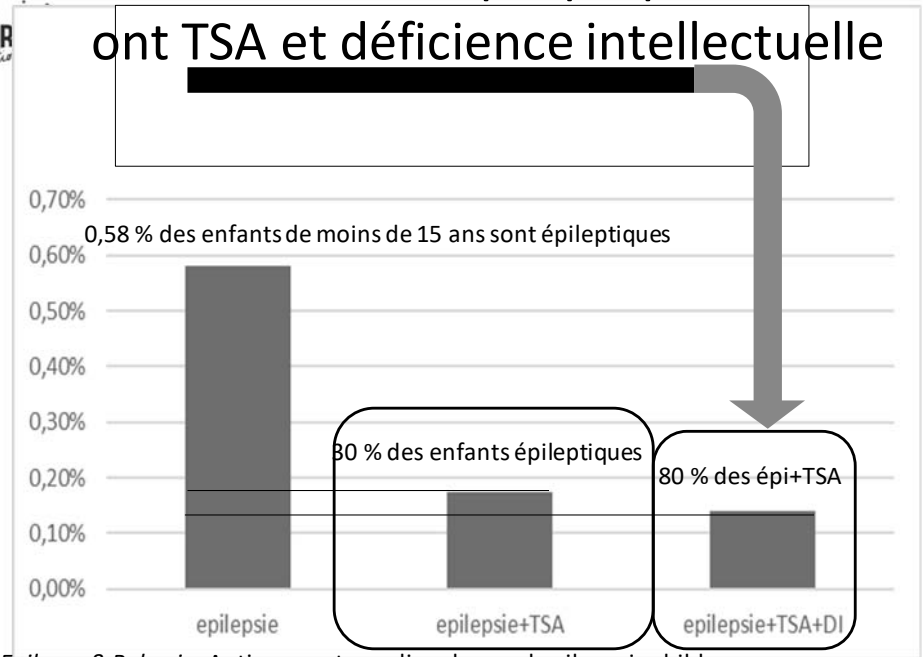 ont TSA et déficience intellectuelle
0,70%
0,58 % des enfants de moins de 15 ans sont épileptiques
0,60%
0,50%
0,40%
0,30%
30 % des enfants épileptiques
0,20%
80 % des épi+TSA
0,10%
0,00%
epilepsie
epilepsie+TSA
epilepsie+TSA+DI